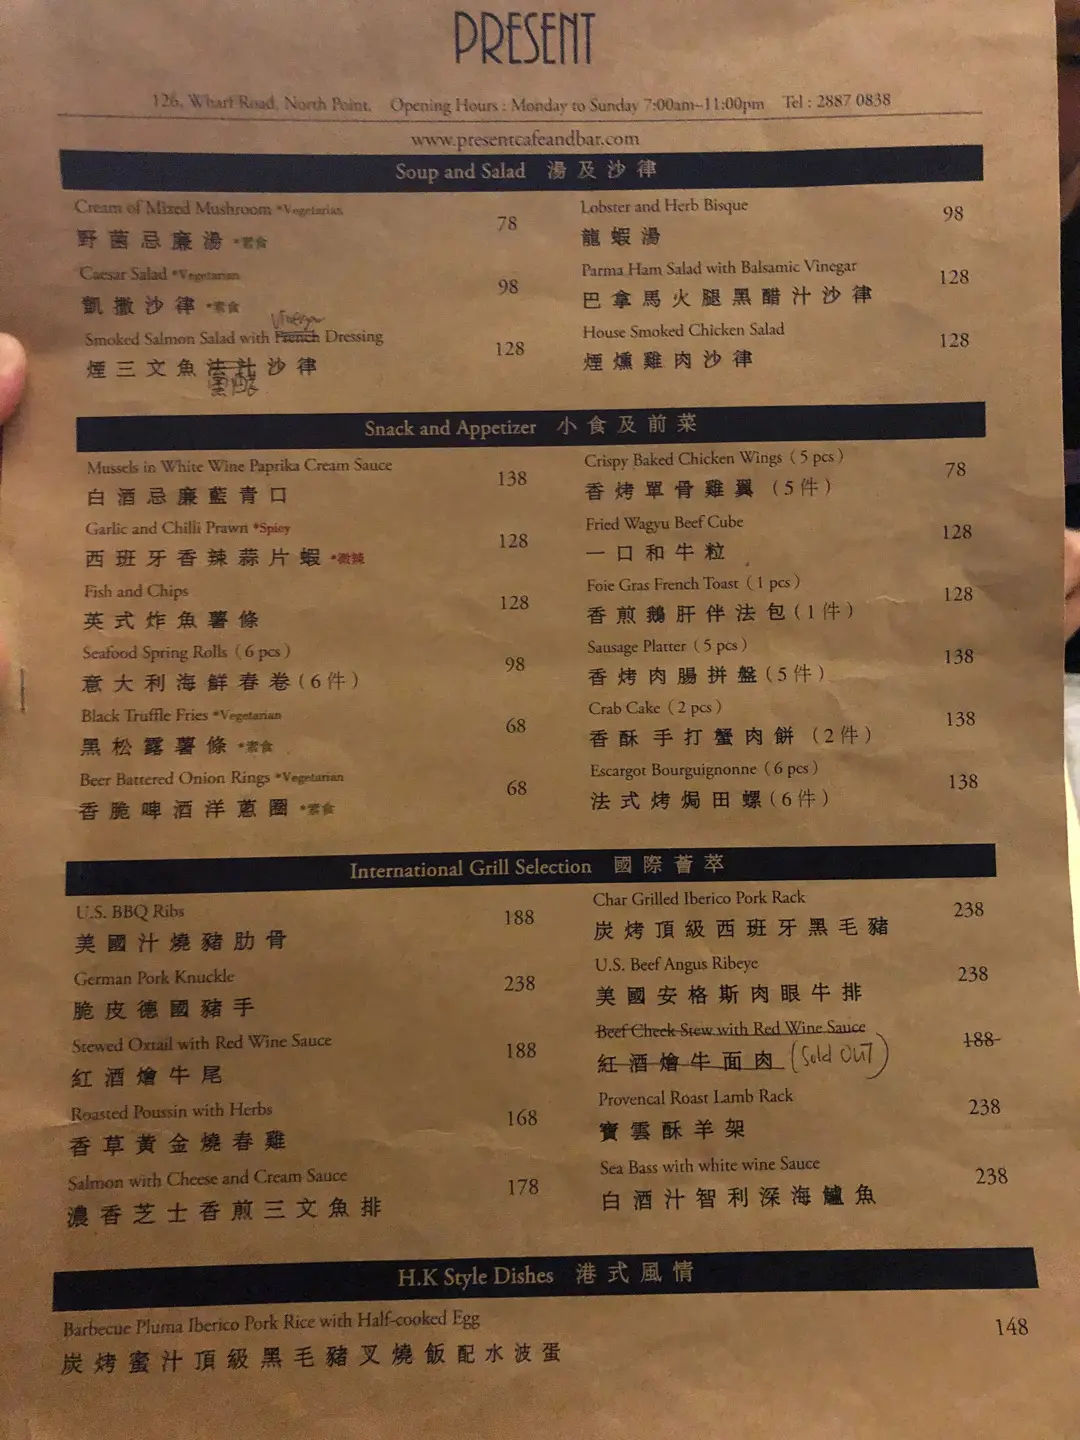 PRESENT
126, Wharf Road, North Point. Opening Hours : Monday to Sunday 7:00am-11:00pm Tel : 2887 0838
www.presentcafeandbar.com
Soup and Salad 湯及沙律
Cream of Mixed Mushroom *Vegetarian 78
野菌忌廉湯 *素食
Caesar Salad *Vegetarian 98
凱撒沙律 *素食
Vinegar
Smoked Salmon Salad with French Dressing 128
煙三文魚法汁沙律
黑醋
Lobster and Herb Bisque 98
龍蝦湯
Parma Ham Salad with Balsamic Vinegar 128
巴拿馬火腿黑醋汁沙律
House Smoked Chicken Salad 128
煙燻雞肉沙律
Snack and Appetizer 小食及前菜
Mussels in White Wine Paprika Cream Sauce 138
白酒忌廉藍青口
Garlic and Chilli Prawn *Spicy 128
西班牙香辣蒜片蝦 *微辣
Fish and Chips 128
英式炸魚薯條
Seafood Spring Rolls (6 pcs) 98
意大利海鮮春卷(6件)
Black Truffle Fries *Vegetarian 68
黑松露薯條 *素食
Beer Battered Onion Rings *Vegetarian 68
香脆啤酒洋蔥圈 *素食
Crispy Baked Chicken Wings (5 pcs) 78
香烤單骨雞翼 (5件)
Fried Wagyu Beef Cube 128
一口和牛粒
Foie Gras French Toast (1 pcs) 128
香煎鵝肝伴法包(1件)
Sausage Platter (5 pcs) 138
香烤肉腸拼盤(5件)
Crab Cake (2 pcs) 138
香酥手打蟹肉餅 (2件)
Escargot Bourguignonne (6 pcs) 138
法式烤焗田螺(6件)
International Grill Selection 國際薈萃
U.S. BBQ Ribs 188
美國汁燒豬肋骨
German Pork Knuckle 238
脆皮德國豬手
Stewed Oxtail with Red Wine Sauce 188
紅酒燴牛尾
Roasted Poussin with Herbs 168
香草黃金燒春雞
Salmon with Cheese and Cream Sauce 178
濃香芝士香煎三文魚排
Char Grilled Iberico Pork Rack 238
炭烤頂級西班牙黑毛豬
U.S. Beef Angus Ribeye 238
美國安格斯肉眼牛排
Beef Cheek Stew with Red Wine Sauce 188
紅酒燴牛面肉 (Sold OUT)
Provencal Roast Lamb Rack 238
寶雲酥羊架
Sea Bass with white wine Sauce 238
白酒汁智利深海鱸魚
H.K Style Dishes 港式風情
Barbecue Pluma Iberico Pork Rice with Half-cooked Egg 148
炭烤蜜汁頂級黑毛豬叉燒飯配水波蛋